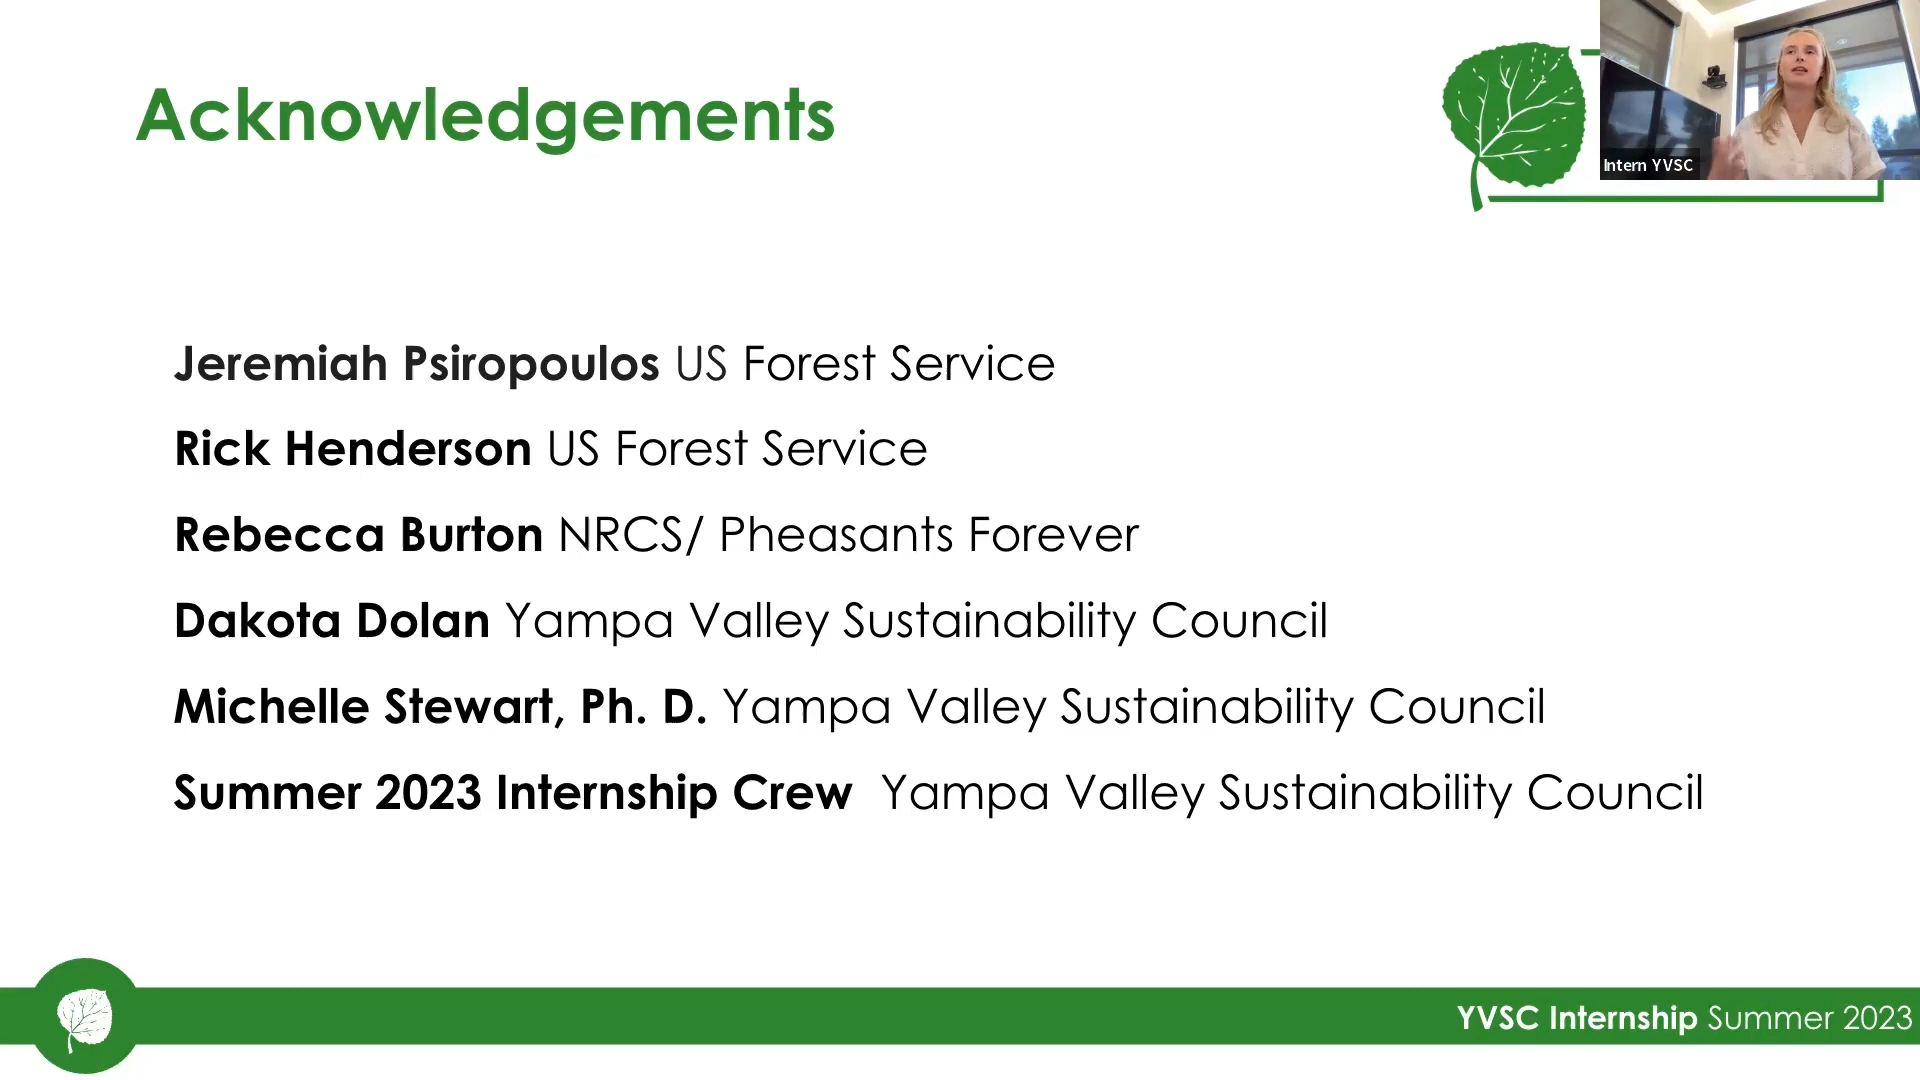 Acknowledgements
Intern YVSC
Jeremiah Psiropoulos US Forest Service
Rick Henderson US Forest Service
Rebecca Burton NRCS/ Pheasants Forever
Dakota Dolan Yampa Valley Sustainability Council
Michelle Stewart, Ph. D. Yampa Valley Sustainability Council
Summer 2023 Internship Crew  Yampa Valley Sustainability Council
YVSC Internship Summer 2023